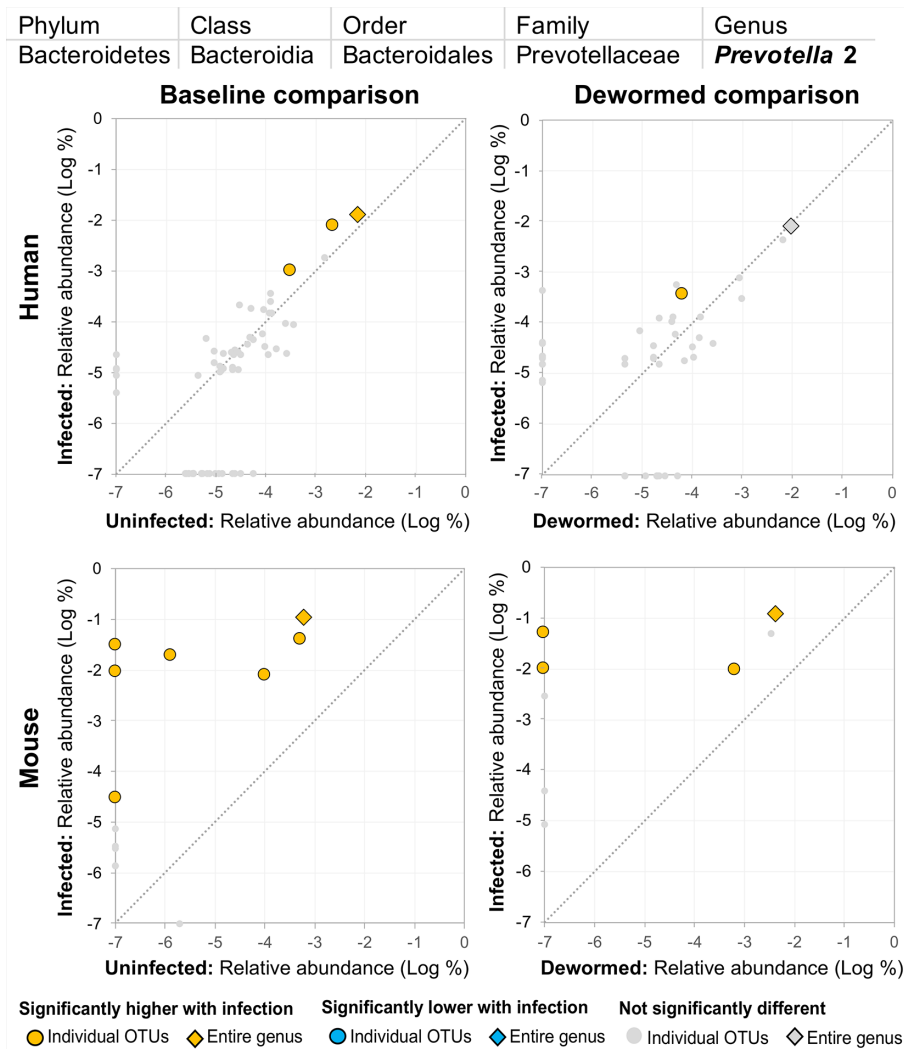 Phylum Class Order Family Genus
Bacteroidetes Bacteroidia Bacteroidales Prevotellaceae Prevotella 2
Baseline comparison Dewormed comparison
Human
Infected: Relative abundance (Log %)
0
-1
-2
-3
-4
-5
-6
-7
-7 -6 -5 -4 -3 -2 -1 0
Uninfected: Relative abundance (Log %)
Infected: Relative abundance (Log %)
0
-1
-2
-3
-4
-5
-6
-7
-7 -6 -5 -4 -3 -2 -1 0
Dewormed: Relative abundance (Log %)
Mouse
Infected: Relative abundance (Log %)
0
-1
-2
-3
-4
-5
-6
-7
-7 -6 -5 -4 -3 -2 -1 0
Uninfected: Relative abundance (Log %)
Infected: Relative abundance (Log %)
0
-1
-2
-3
-4
-5
-6
-7
-7 -6 -5 -4 -3 -2 -1 0
Dewormed: Relative abundance (Log %)
Significantly higher with infection Significantly lower with infection Not significantly different
Individual OTUs Entire genus Individual OTUs Entire genus Individual OTUs Entire genus